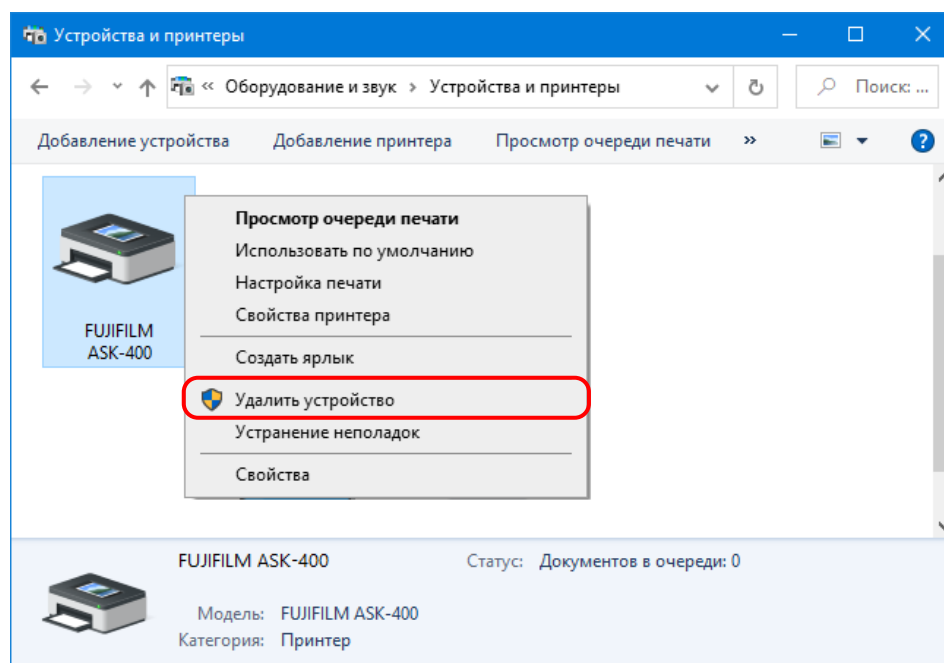 Устройства и принтеры
« Оборудование и звук › Устройства и принтеры
Поиск: ...
Добавление устройства Добавление принтера Просмотр очереди печати »
Просмотр очереди печати
Использовать по умолчанию
Настройка печати
Свойства принтера
Создать ярлык
Удалить устройство
Устранение неполадок
Свойства
FUJIFILM
ASK-400
FUJIFILM ASK-400 Статус: Документов в очереди: 0
Модель: FUJIFILM ASK-400
Категория: Принтер